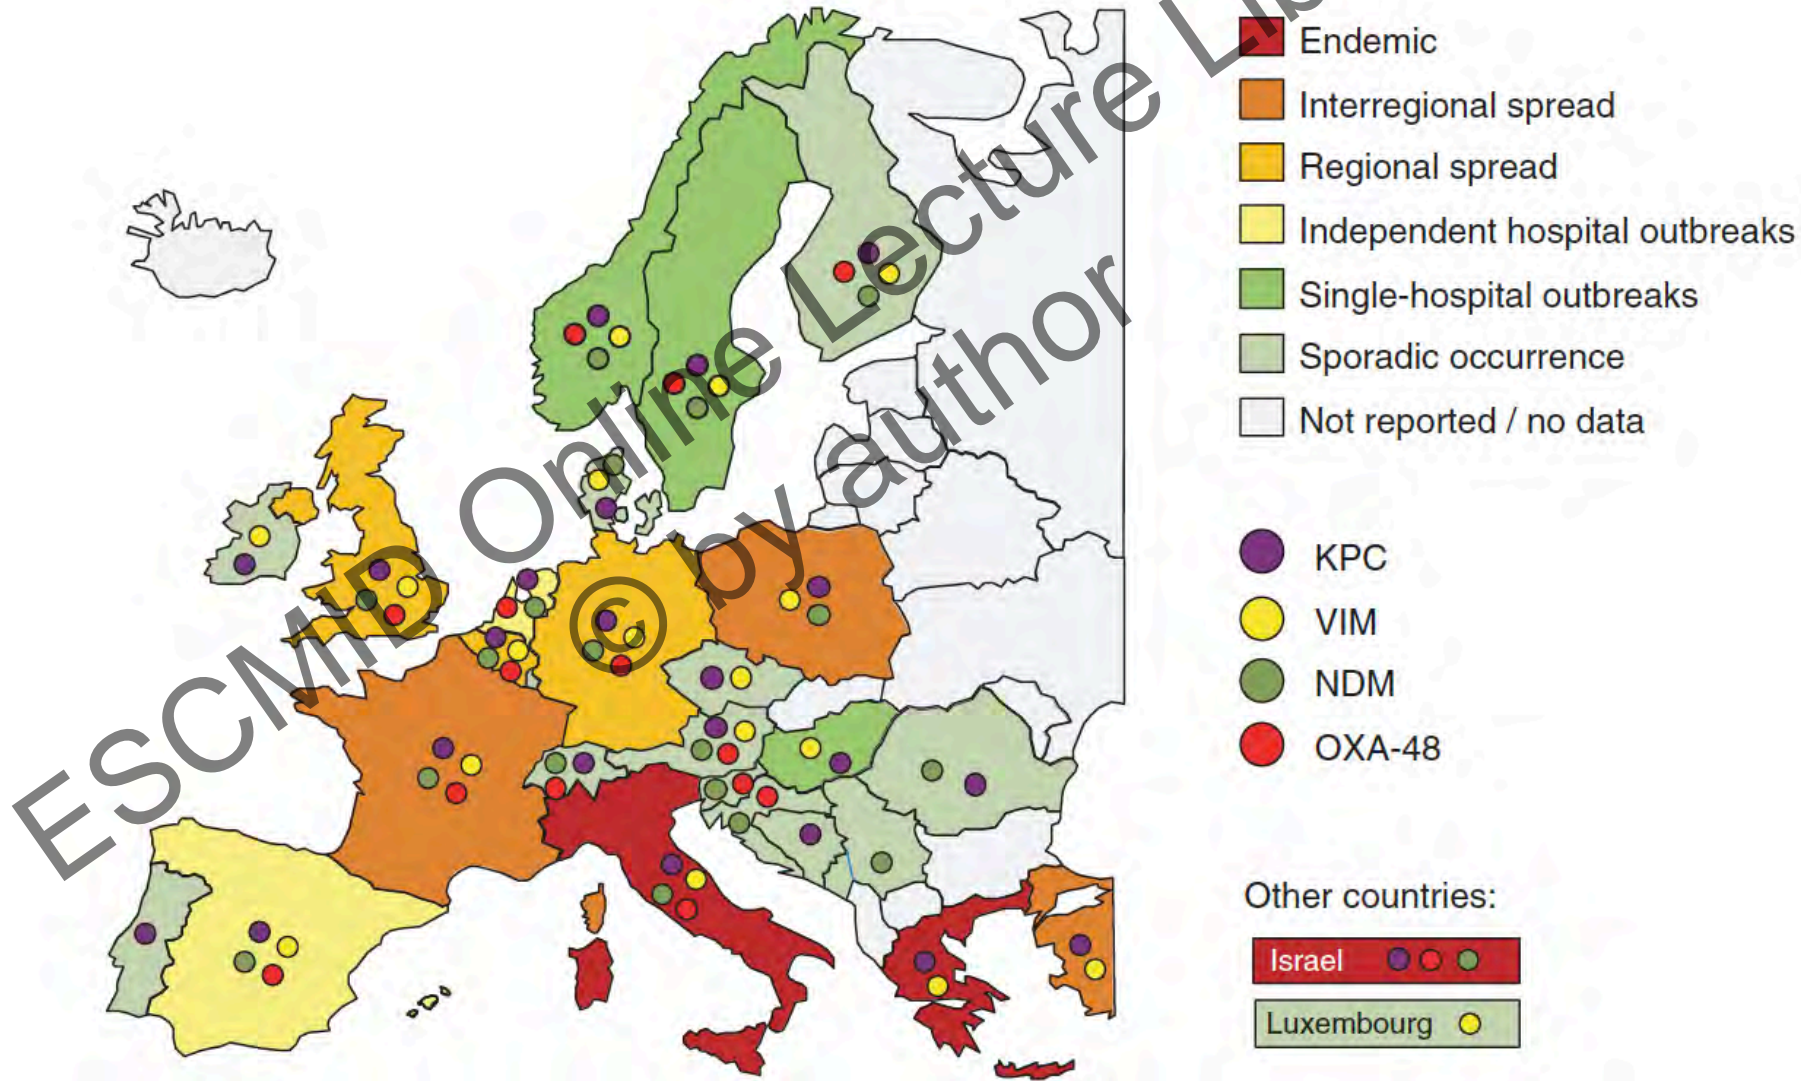 Endemic
Interregional spread
Regional spread
Independent hospital outbreaks
Single-hospital outbreaks
Sporadic occurrence
Not reported / no data
KPC
VIM
NDM
OXA-48
Other countries:
Israel
Luxembourg
ESCMID Online Lecture
© by author